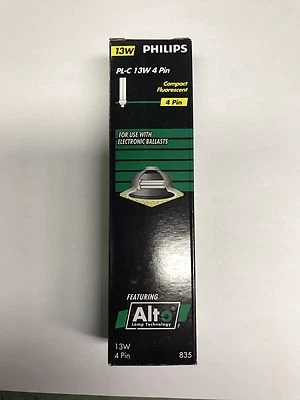 13W PHILIPS
PL-C 13W 4 Pin
Compact
Fluorescent
4 Pin
FOR USE WITH
ELECTRONIC BALLASTS
FEATURING
Alto
Lamp Technology
13W
4 Pin 835